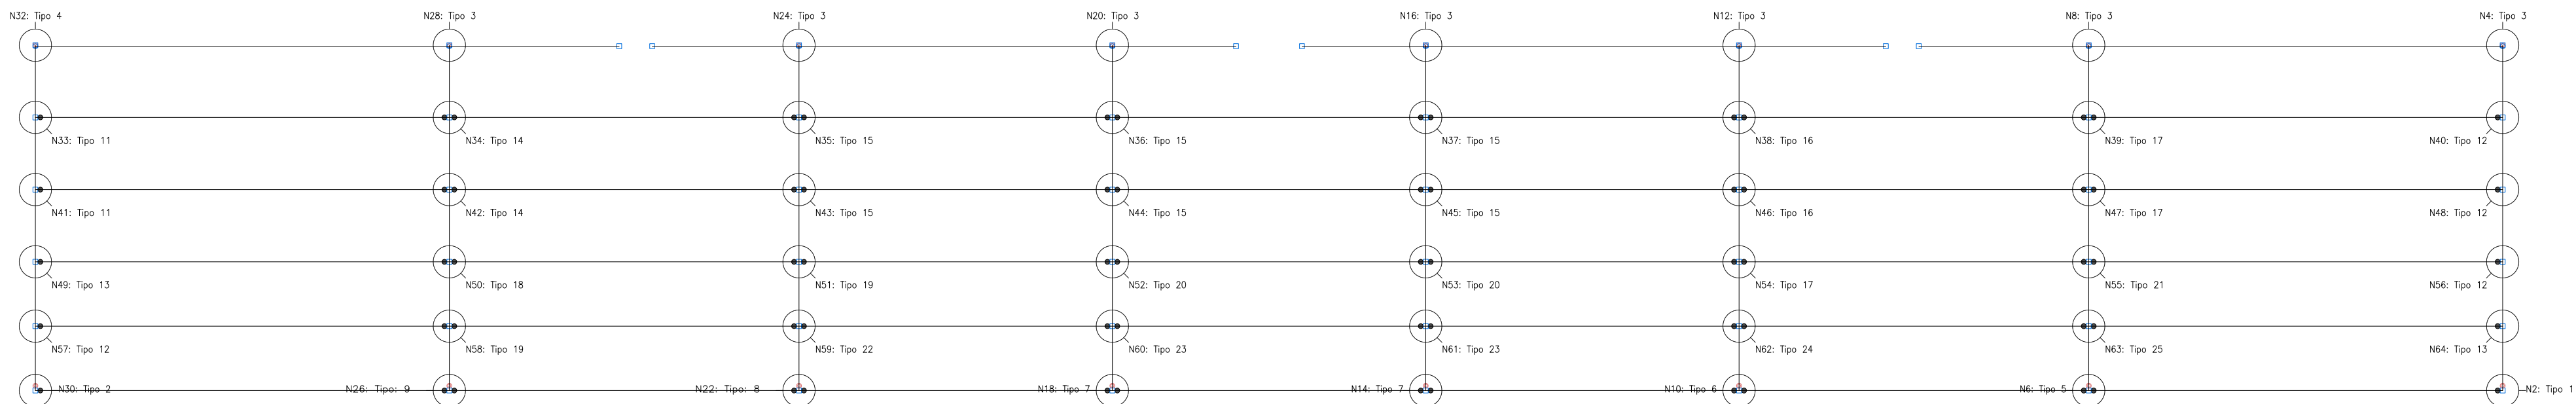 N32: Tipo 4
N28: Tipo 3
N24: Tipo 3
N20: Tipo 3
N16: Tipo 3
N12: Tipo 3
N8: Tipo 3
N4: Tipo 3
N33: Tipo 11
N34: Tipo 14
N35: Tipo 15
N36: Tipo 15
N37: Tipo 15
N38: Tipo 16
N39: Tipo 17
N40: Tipo 12
N41: Tipo 11
N42: Tipo 14
N43: Tipo 15
N44: Tipo 15
N45: Tipo 15
N46: Tipo 16
N47: Tipo 17
N48: Tipo 12
N49: Tipo 13
N50: Tipo 18
N51: Tipo 19
N52: Tipo 20
N53: Tipo 20
N54: Tipo 17
N55: Tipo 21
N56: Tipo 12
N57: Tipo 12
N58: Tipo 19
N59: Tipo 22
N60: Tipo 23
N61: Tipo 23
N62: Tipo 24
N63: Tipo 25
N64: Tipo 13
N30: Tipo 2
N26: Tipo: 9
N22: Tipo: 8
N18: Tipo 7
N14: Tipo 7
N10: Tipo 6
N6: Tipo 5
N2: Tipo 1